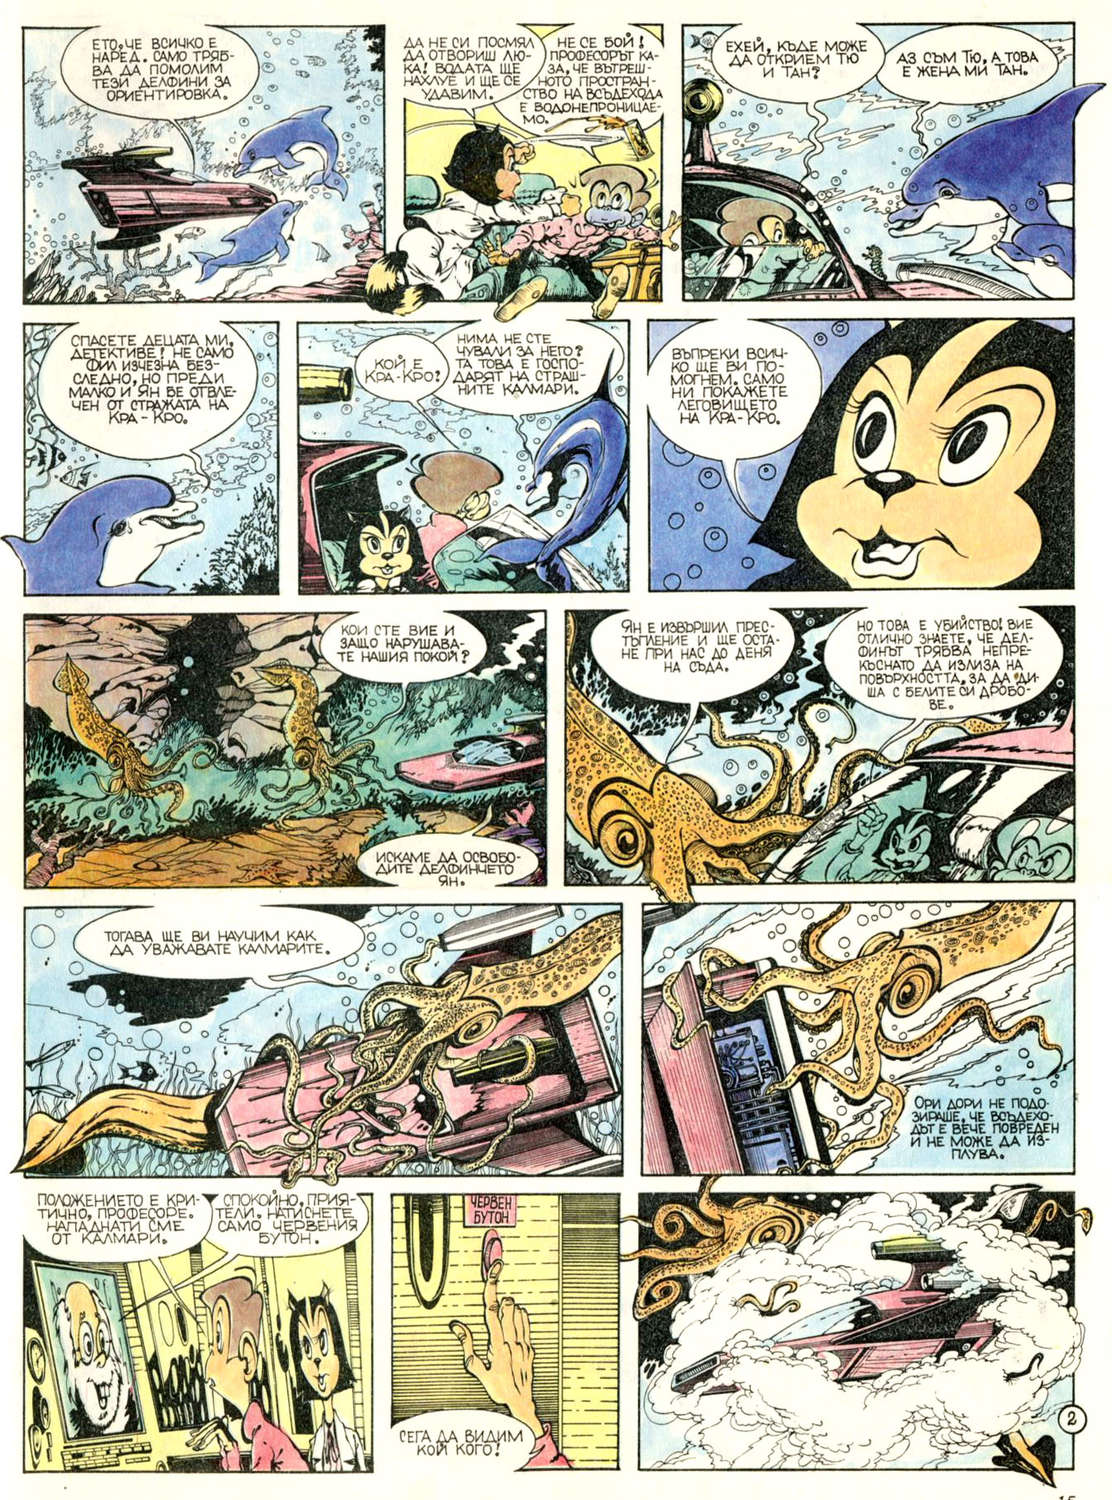 ЕТО, ЧЕ ВСИЧКО Е
НАРЕД. САМО ТРЯБ-
ВА ДА ПОМОЛИМ
ТЕЗИ ДЕЛФИНИ ЗА
ОРИЕНТИРОВКА.
ДА НЕ СИ ПОСМЯЛ
ДА ОТВОРИШ ЛЮ-
КА! ВОДАТА ЩЕ
НАХЛУЕ И ЩЕ СЕ
УДАВИМ.
НЕ СЕ БОЙ!
ПРОФЕСОРЪТ КА-
ЗА, ЧЕ ВЪТРЕШ-
НОТО ПРОСТРАН-
СТВО НА ВСЪДЕХОДА
Е ВОДОНЕПРОНИЦАЕ-
МО.
ЕХЕЙ, КЪДЕ МОЖЕ
ДА ОТКРИЕМ ТЮ
И ТАН?
АЗ СЪМ ТЮ, А ТОВА
Е ЖЕНА МИ ТАН.
СПАСЕТЕ ДЕЦАТА МИ,
ДЕТЕКТИВЕ! НЕ САМО
ФИЛ ИЗЧЕЗНА БЕЗ-
СЛЕДНО, НО ПРЕДИ
МАЛКО И ЯН БЕ ОТВЛЕ-
ЧЕН ОТ СТРАЖАТА НА
КРА-КРО.
КОЙ Е
КРА-КРО?
НИМА НЕ СТЕ
ЧУВАЛИ ЗА НЕГО?
ТА ТОВА Е ГОСПО-
ДАРЯТ НА СТРАШ-
НИТЕ КАЛМАРИ.
ВЪПРЕКИ ВСИЧ-
КО ЩЕ ВИ ПО-
МОГНЕМ. САМО
НИ ПОКАЖЕТЕ
ЛЕГОВИЩЕТО
НА КРА-КРО.
КОИ СТЕ ВИЕ И
ЗАЩО НАРУШАВА-
ТЕ НАШИЯ ПОКОЙ?
ИСКАМЕ ДА ОСВОБО-
ДИТЕ ДЕЛФИНЧЕТО
ЯН.
ЯН Е ИЗВЪРШИЛ ПРЕС-
ТЪПЛЕНИЕ И ЩЕ ОСТА-
НЕ ПРИ НАС ДО ДЕНЯ
НА СЪДА.
НО ТОВА Е УБИЙСТВО! ВИЕ
ОТЛИЧНО ЗНАЕТЕ, ЧЕ ДЕЛ-
ФИНЪТ ТРЯБВА НЕПРЕ-
КЪСНАТО ДА ИЗЛИЗА НА
ПОВЪРХНОСТТА, ЗА ДА ДИ-
ША С БЕЛИТЕ СИ ДРОБО-
ВЕ.
ТОГАВА ЩЕ ВИ НАУЧИМ КАК
ДА УВАЖАВАТЕ КАЛМАРИТЕ.
ОРИ ДОРИ НЕ ПОДО-
ЗИРАШЕ, ЧЕ ВСЪДЕХО-
ДЪТ Е ВЕЧЕ ПОВРЕДЕН
И НЕ МОЖЕ ДА ИЗ-
ПЛУВА.
ПОЛОЖЕНИЕТО Е КРИ-
ТИЧНО, ПРОФЕСОРЕ.
НАПАДНАТИ СМЕ
ОТ КАЛМАРИ.
СПОКОЙНО, ПРИЯ-
ТЕЛИ. НАТИСНЕТЕ
САМО ЧЕРВЕНИЯ
БУТОН.
ЧЕРВЕН
БУТОН
СЕГА ДА ВИДИМ
КОЙ КОГО!
2